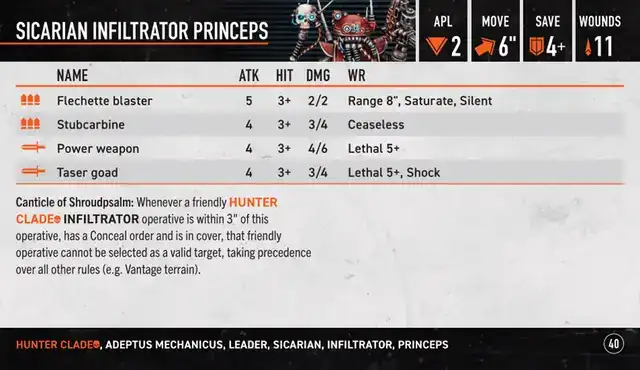 SICARIAN INFILTRATOR PRINCEPS
APL 2 MOVE 6" SAVE 4+ WOUNDS 11
NAME ATK HIT DMG WR
Flechette blaster 5 3+ 2/2 Range 8", Saturate, Silent
Stubcarbine 4 3+ 3/4 Ceaseless
Power weapon 4 3+ 4/6 Lethal 5+
Taser goad 4 3+ 3/4 Lethal 5+, Shock
Canticle of Shroudpsalm: Whenever a friendly HUNTER
CLADE INFILTRATOR operative is within 3" of this
operative, has a Conceal order and is in cover, that friendly
operative cannot be selected as a valid target, taking precedence
over all other rules (e.g. Vantage terrain).
HUNTER CLADE, ADEPTUS MECHANICUS, LEADER, SICARIAN, INFILTRATOR, PRINCEPS 40